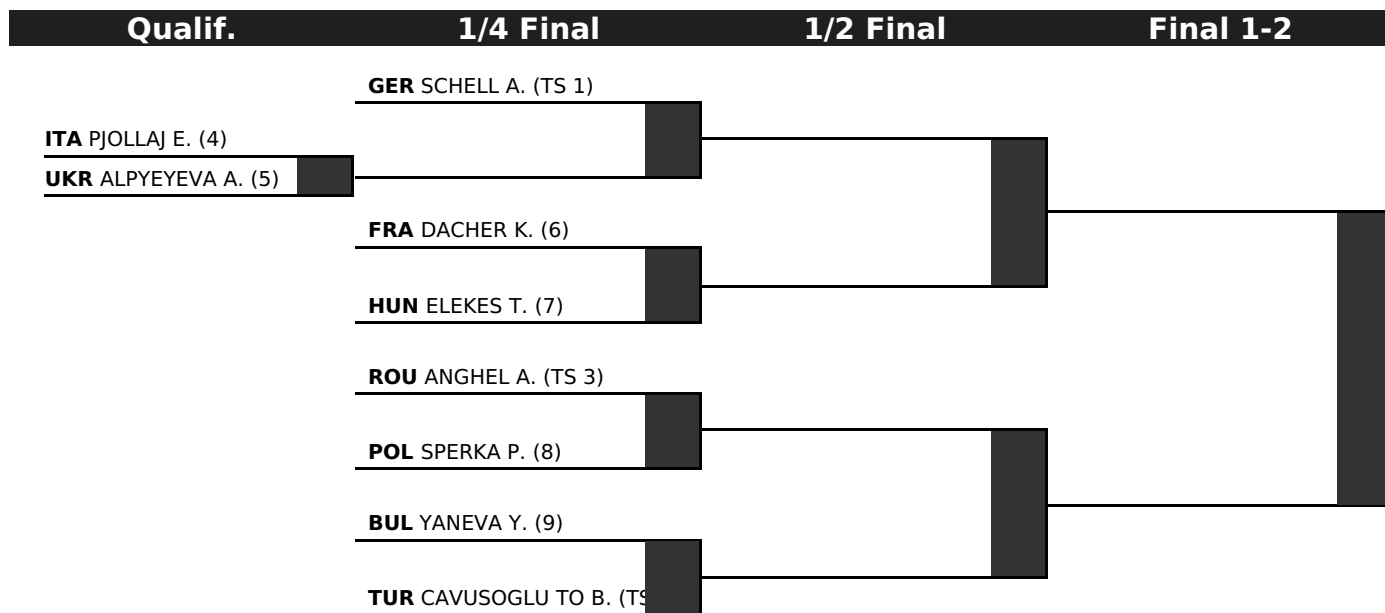 Qualif. 1/4 Final 1/2 Final Final 1-2
GER SCHELL A. (TS 1)
ITA PJOLLAJ E. (4)
UKR ALPYEYEVA A. (5)
FRA DACHER K. (6)
HUN ELEKES T. (7)
ROU ANGHEL A. (TS 3)
POL SPERKA P. (8)
BUL YANEVA Y. (9)
TUR CAVUSOGLU TO B. (TS